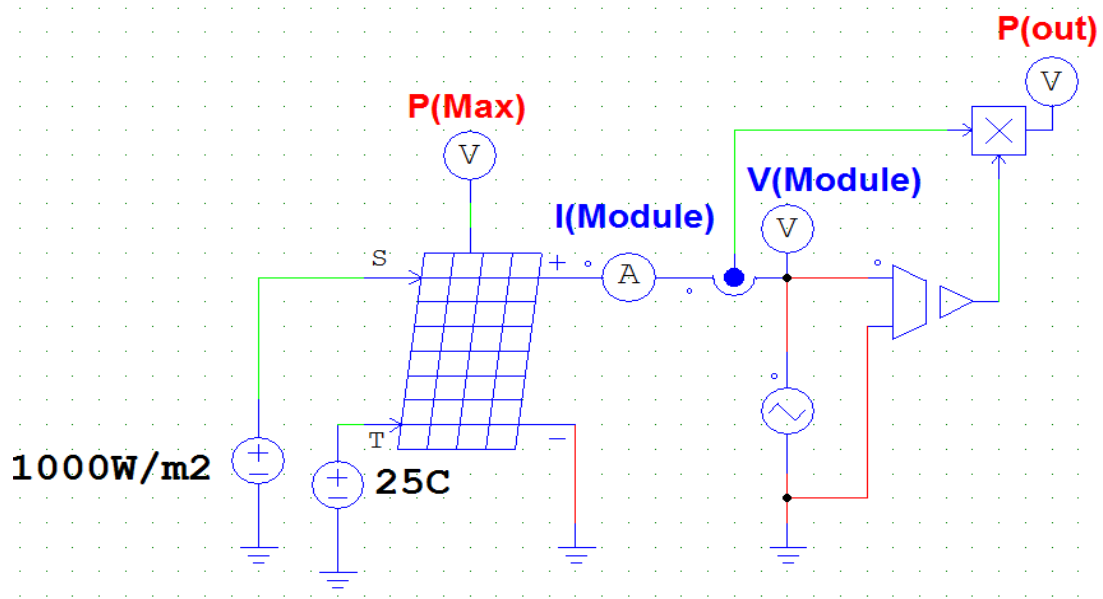 P(out)
V
P(Max)
V
V(Module)
I(Module)
V
S
+
A
T
−
1000W/m2
+
−
+
−
25C